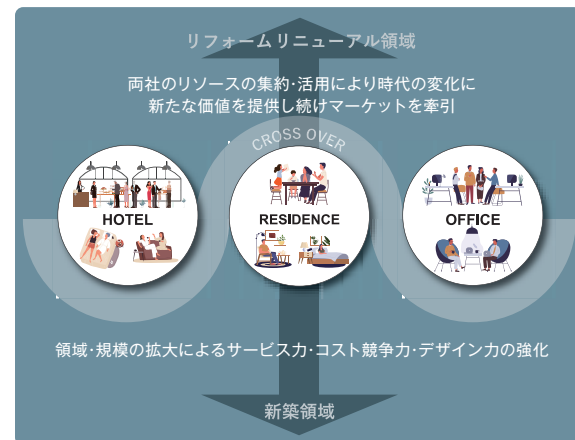 リフォームリニューアル領域
両社のリソースの集約・活用により時代の変化に
新たな価値を提供し続けマーケットを牽引
CROSS OVER
HOTEL
RESIDENCE
OFFICE
領域・規模の拡大によるサービス力・コスト競争力・デザイン力の強化
新築領域